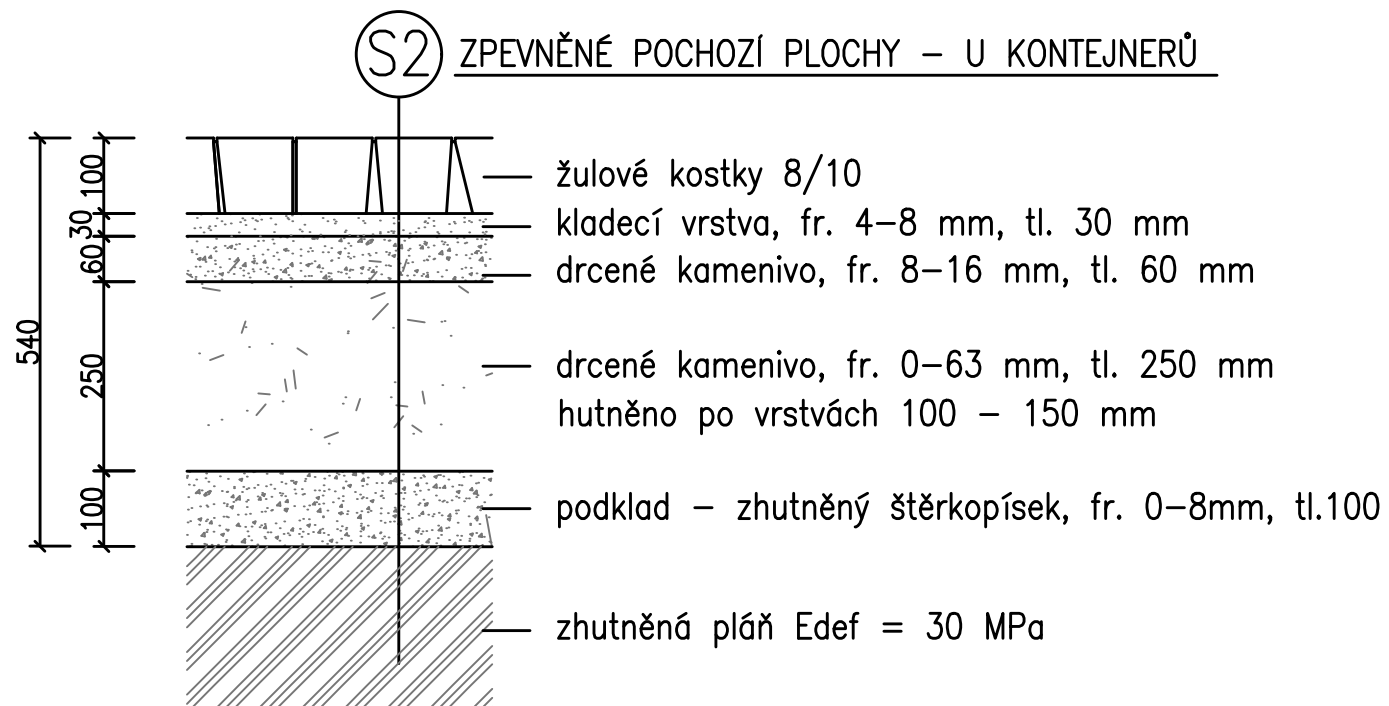 S2 ZPEVNĚNÉ POCHOZÍ PLOCHY – U KONTEJNERŮ
100
žulové kostky 8/10
30
kladecí vrstva, fr. 4–8 mm, tl. 30 mm
60
drcené kamenivo, fr. 8–16 mm, tl. 60 mm
540
250
drcené kamenivo, fr. 0–63 mm, tl. 250 mm
hutněno po vrstvách 100 – 150 mm
100
podklad – zhutněný štěrkopísek, fr. 0–8mm, tl.100
zhutněná pláň Edef = 30 MPa